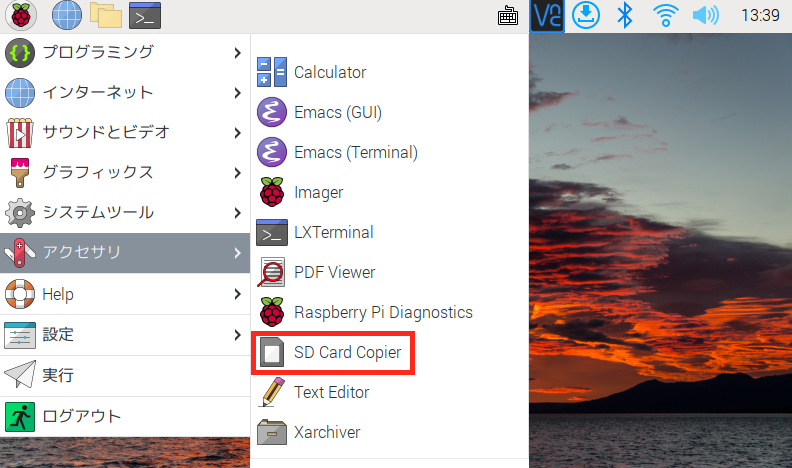 13:39
プログラミング
インターネット
サウンドとビデオ
グラフィックス
システムツール
アクセサリ
Help
設定
実行
ログアウト
Calculator
Emacs (GUI)
Emacs (Terminal)
Imager
LXTerminal
PDF Viewer
Raspberry Pi Diagnostics
SD Card Copier
Text Editor
Xarchiver